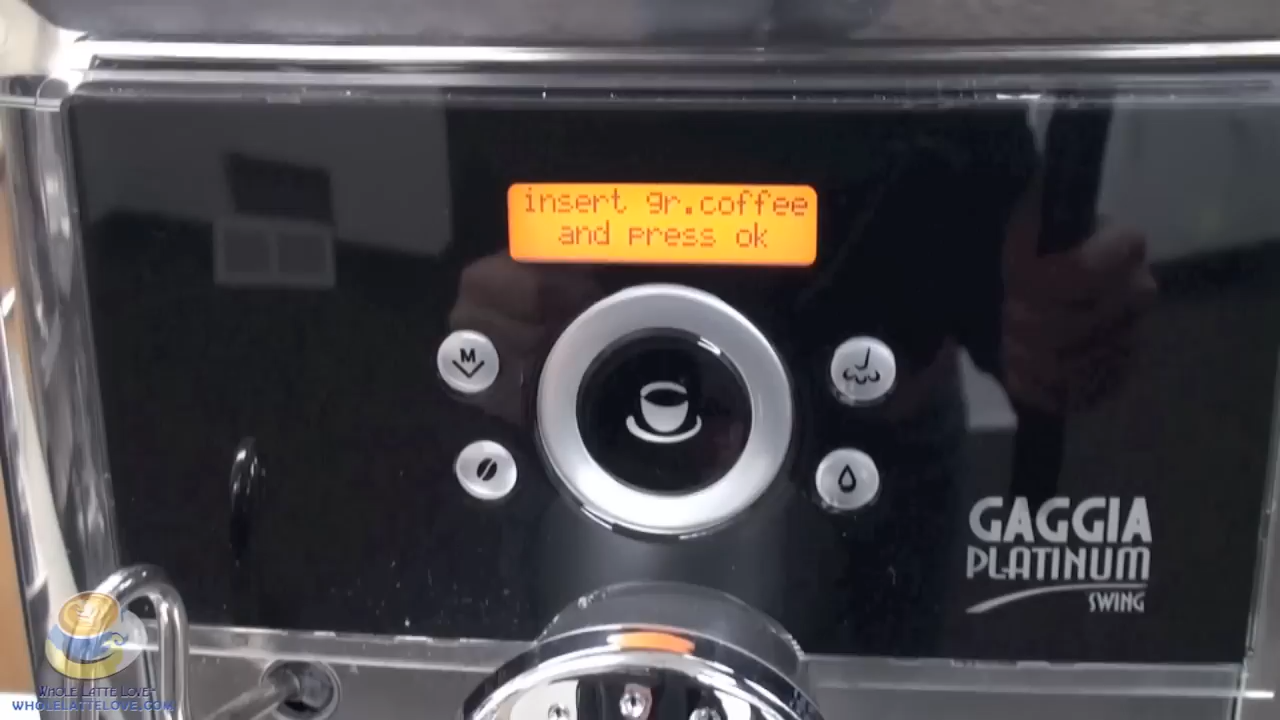 insert gr.coffee
and press ok
M
GAGGIA
PLATINUM
SWING
WHOLE LATTE LOVE
WHOLELATTELOVE.COM